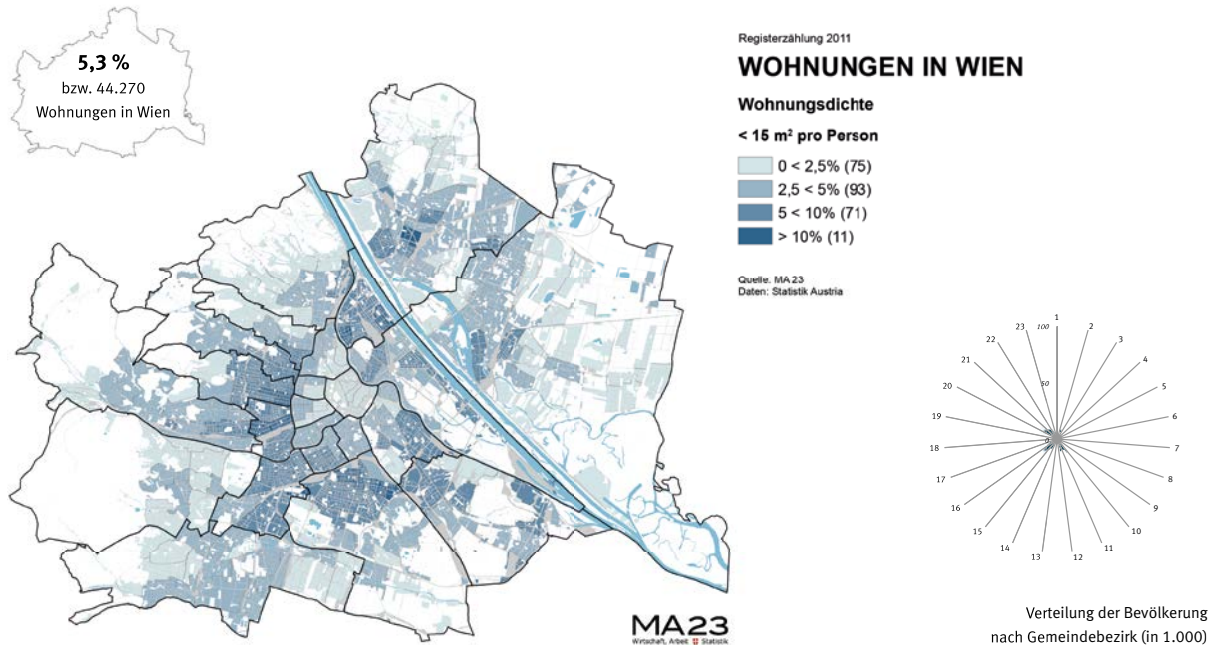 5,3 %
bzw. 44.270
Wohnungen in Wien
Registerzählung 2011
WOHNUNGEN IN WIEN
Wohnungsdichte
< 15 m² pro Person
0 < 2,5% (75)
2,5 < 5% (93)
5 < 10% (71)
> 10% (11)
Quelle: MA 23
Daten: Statistik Austria
MA23
Wirtschaft, Arbeit Statistik
1
2
3
4
5
6
7
8
9
10
11
12
13
14
15
16
17
18
19
20
21
22
23
100
50
0
Verteilung der Bevölkerung
nach Gemeindebezirk (in 1.000)